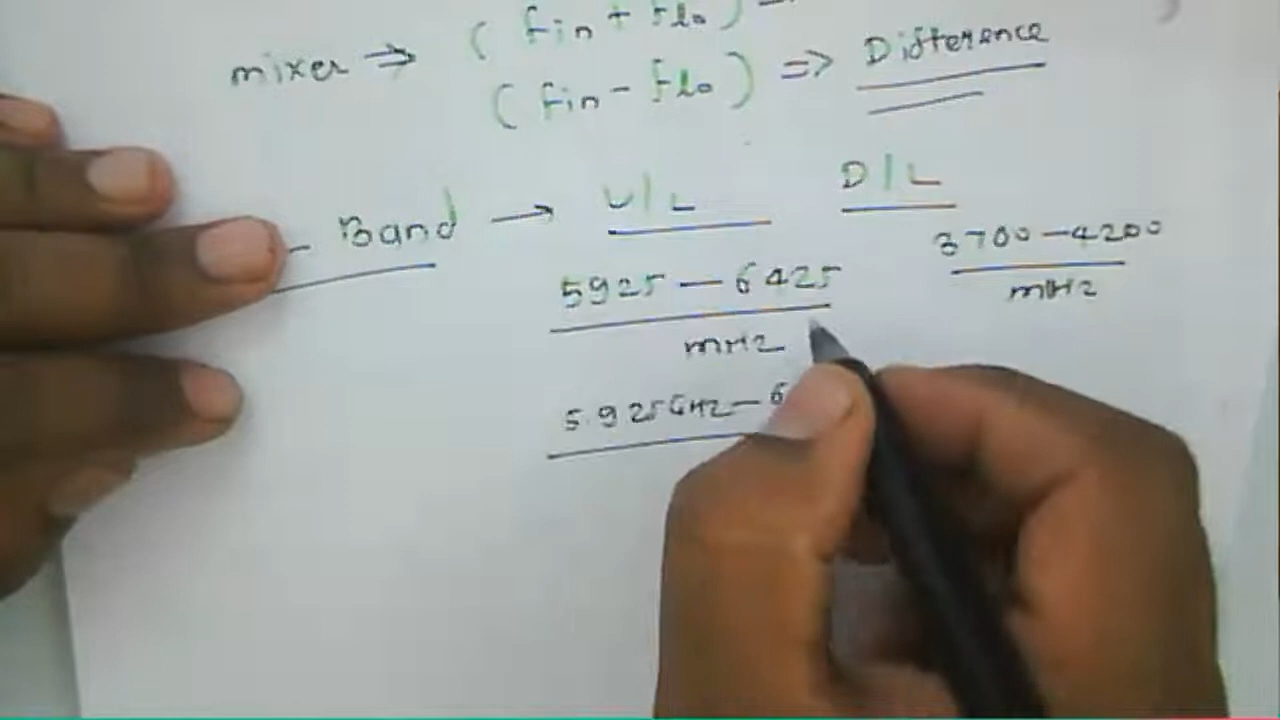 (fin + Flo)
mixer ⇒ (fin - Flo) => Difference
Band → U/L D/L
5925 — 6425 3700 — 4200
mHz mHz
5.925GHz — 6